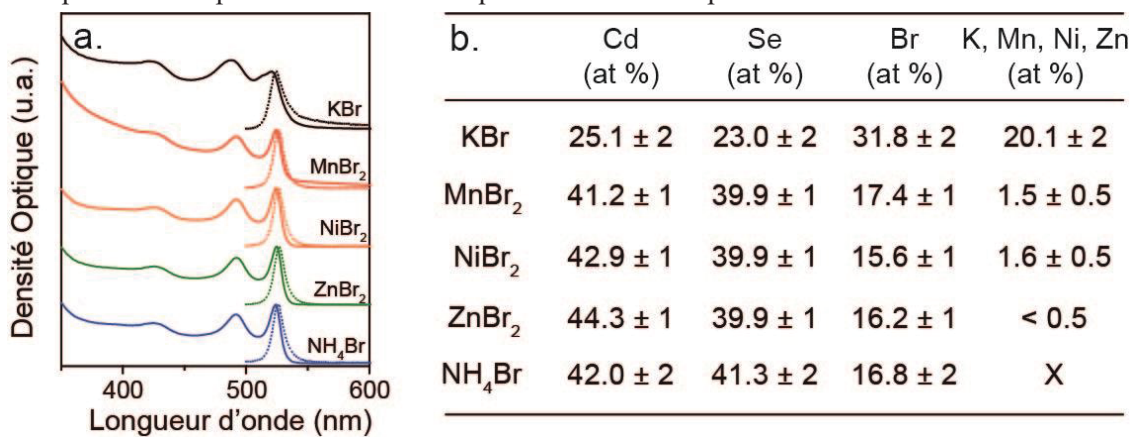 a.
Densité Optique (u.a.)
KBr
MnBr₂
NiBr₂
ZnBr₂
NH₄Br
400 500 600
Longueur d'onde (nm)
b. Cd Se Br K, Mn, Ni, Zn
(at %) (at %) (at %) (at %)
KBr 25.1 ± 2 23.0 ± 2 31.8 ± 2 20.1 ± 2
MnBr₂ 41.2 ± 1 39.9 ± 1 17.4 ± 1 1.5 ± 0.5
NiBr₂ 42.9 ± 1 39.9 ± 1 15.6 ± 1 1.6 ± 0.5
ZnBr₂ 44.3 ± 1 39.9 ± 1 16.2 ± 1 < 0.5
NH₄Br 42.0 ± 2 41.3 ± 2 16.8 ± 2 X